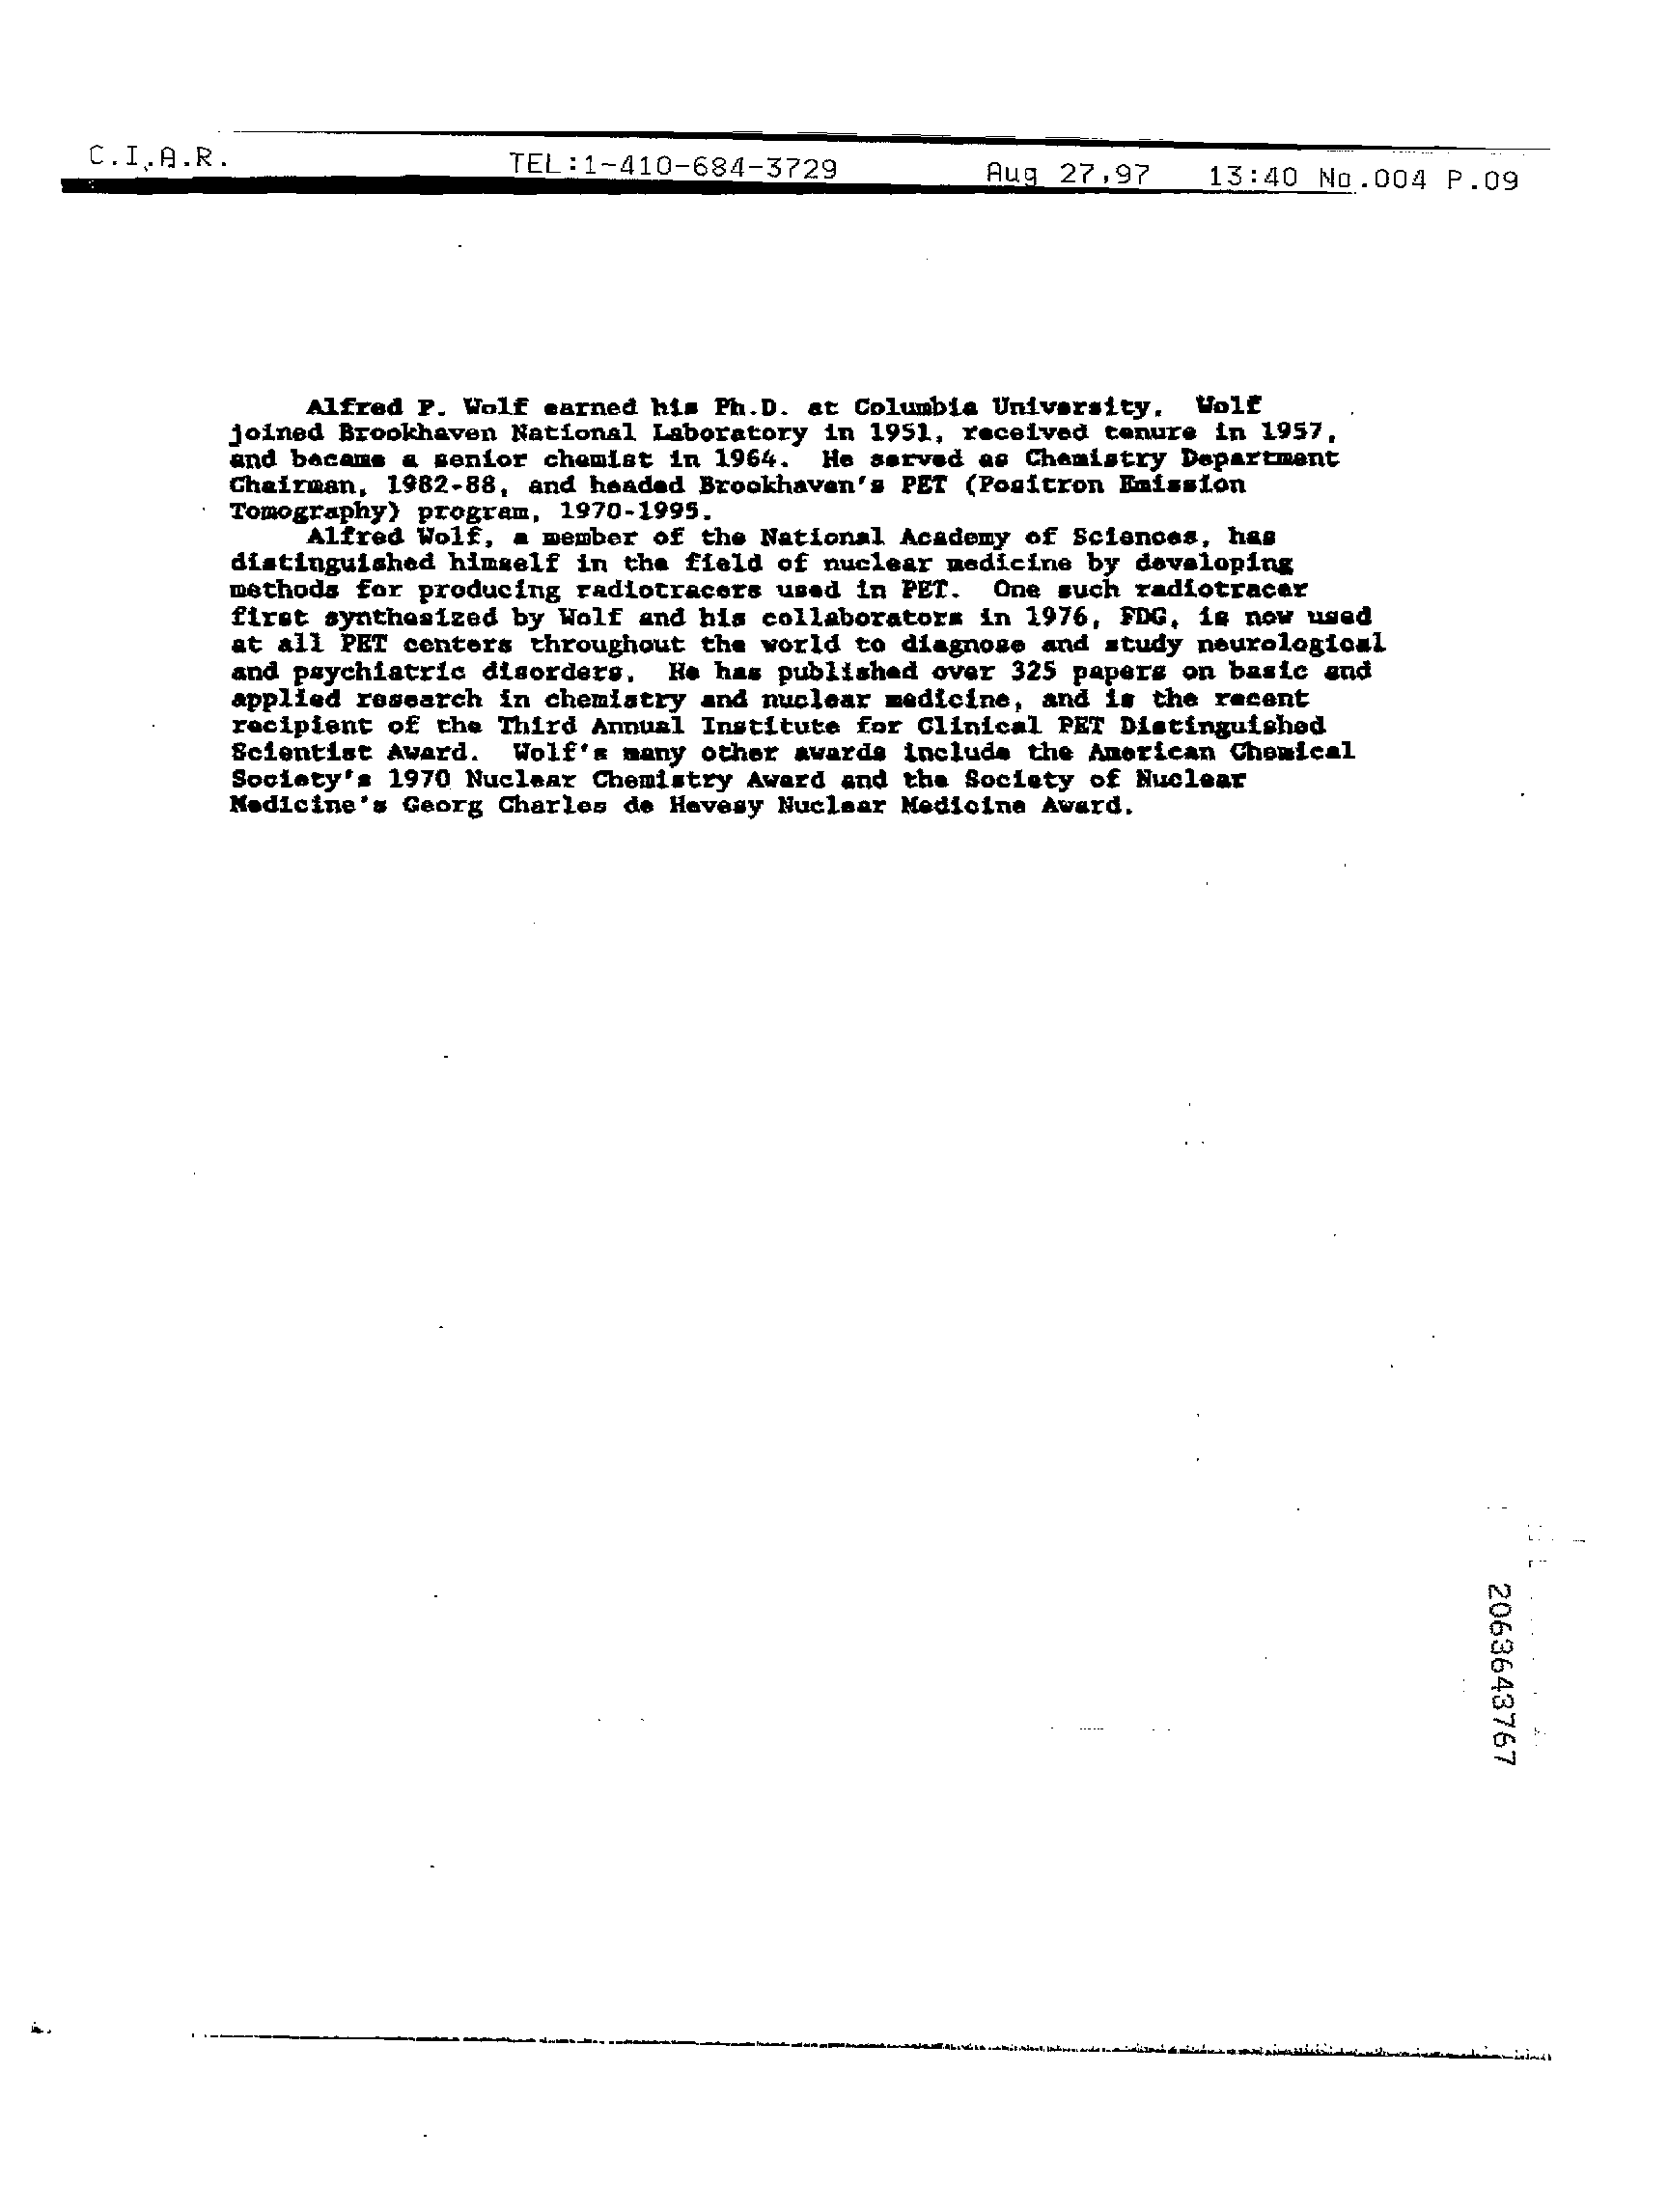 C.I.A.R. TEL:1-410-684-3729 Aug 27,97 13:40 No.004 P.09
Alfred P. Wolf earned his Ph.D. at Columbia University. Wolf
joined Brookhaven National Laboratory in 1951, received tenure in 1957,
and became a senior chemist in 1964. He served as Chemistry Department
Chairman, 1982-88, and headed Brookhaven's PET (Positron Emission
Tomography) program, 1970-1995.
Alfred Wolf, a member of the National Academy of Sciences, has
distinguished himself in the field of nuclear medicine by developing
methods for producing radiotracers used in PET. One such radiotracer
first synthesized by Wolf and his collaborators in 1976, FDG, is now used
at all PET centers throughout the world to diagnose and study neurological
and psychiatric disorders. He has published over 325 papers on basic and
applied research in chemistry and nuclear medicine, and is the recent
recipient of the Third Annual Institute for Clinical PET Distinguished
Scientist Award. Wolf's many other awards include the American Chemical
Society's 1970 Nuclear Chemistry Award and the Society of Nuclear
Medicine's Georg Charles de Hevesy Nuclear Medicine Award.
2063643767